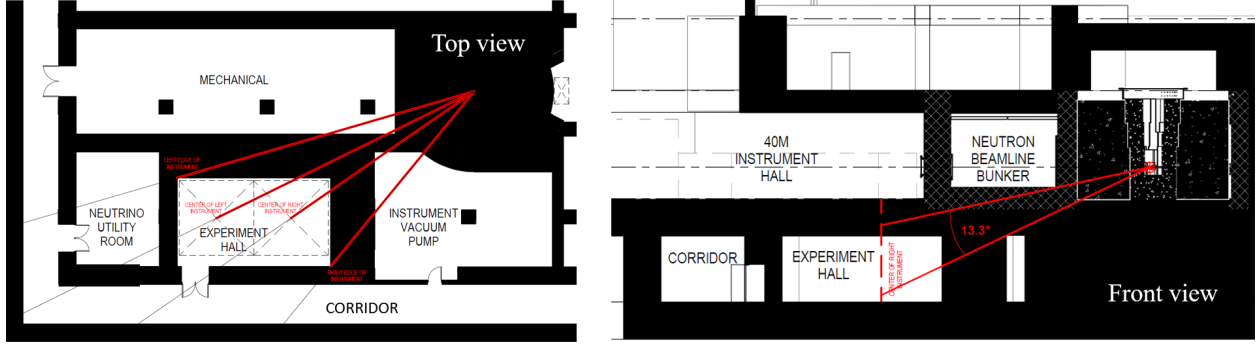 Top view
MECHANICAL
LEFT EDGE OF
INSTRUMENT
CENTER OF LEFT
INSTRUMENT
CENTER OF RIGHT
INSTRUMENT
NEUTRINO
UTILITY
ROOM
EXPERIMENT
HALL
INSTRUMENT
VACUUM
PUMP
RIGHT EDGE OF
INSTRUMENT
CORRIDOR
40M
INSTRUMENT
HALL
NEUTRON
BEAMLINE
BUNKER
13.3°
CORRIDOR
EXPERIMENT
HALL
CENTER OF RIGHT
INSTRUMENT
Front view